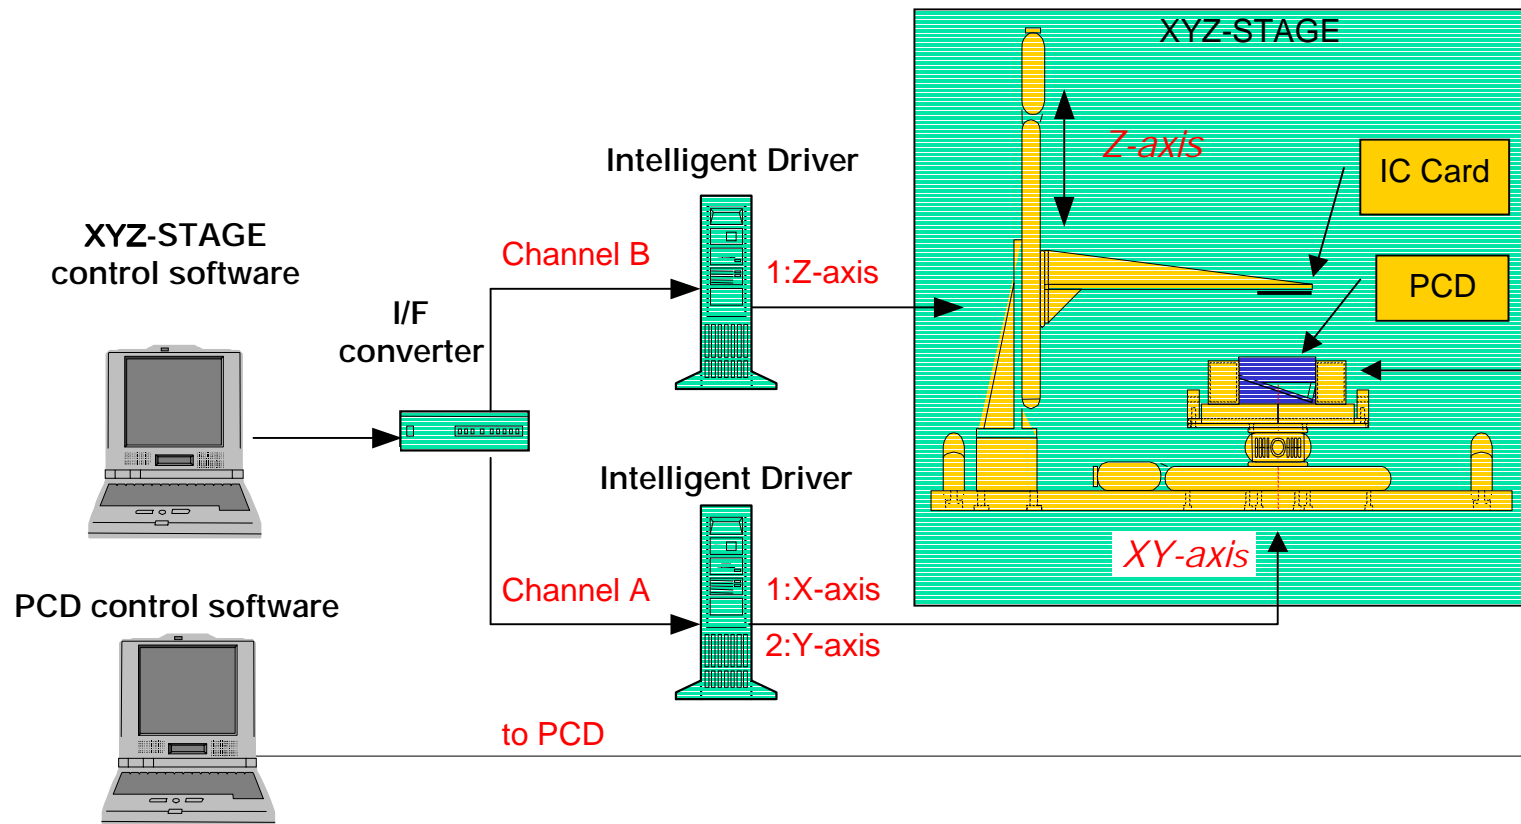 XYZ-STAGE
Z-axis
IC Card
PCD
Intelligent Driver
XYZ-STAGE
control software
Channel B
1:Z-axis
I/F
converter
Intelligent Driver
XY-axis
Channel A
1:X-axis
2:Y-axis
PCD control software
to PCD